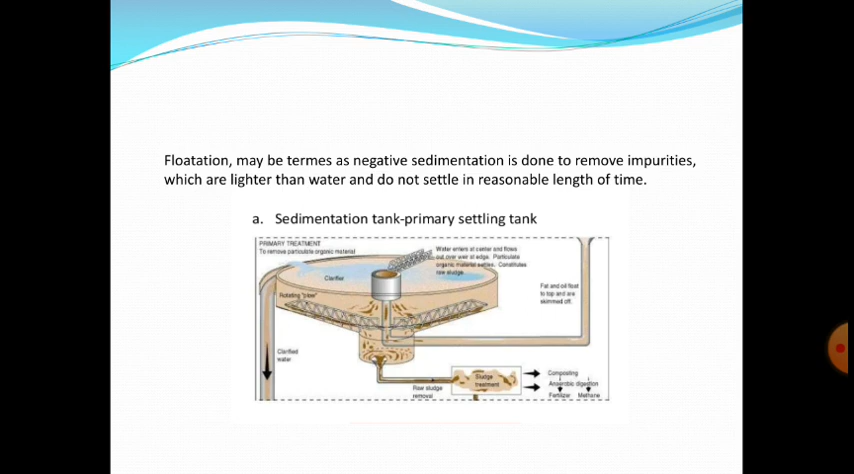 Floatation, may be termes as negative sedimentation is done to remove impurities,
which are lighter than water and do not settle in reasonable length of time.
a. Sedimentation tank-primary settling tank
PRIMARY TREATMENT
To remove particulate organic material
Water enters at center and flows
out over weir at edge. Particulate
organic material settles. Constitutes
raw sludge.
Clarifier
Rotating "plow"
Fat and oil float
to top and are
skimmed off.
Clarified
water
Raw sludge
removal
Sludge
treatment
Composting
Anaerobic digestion
Fertilizer Methane